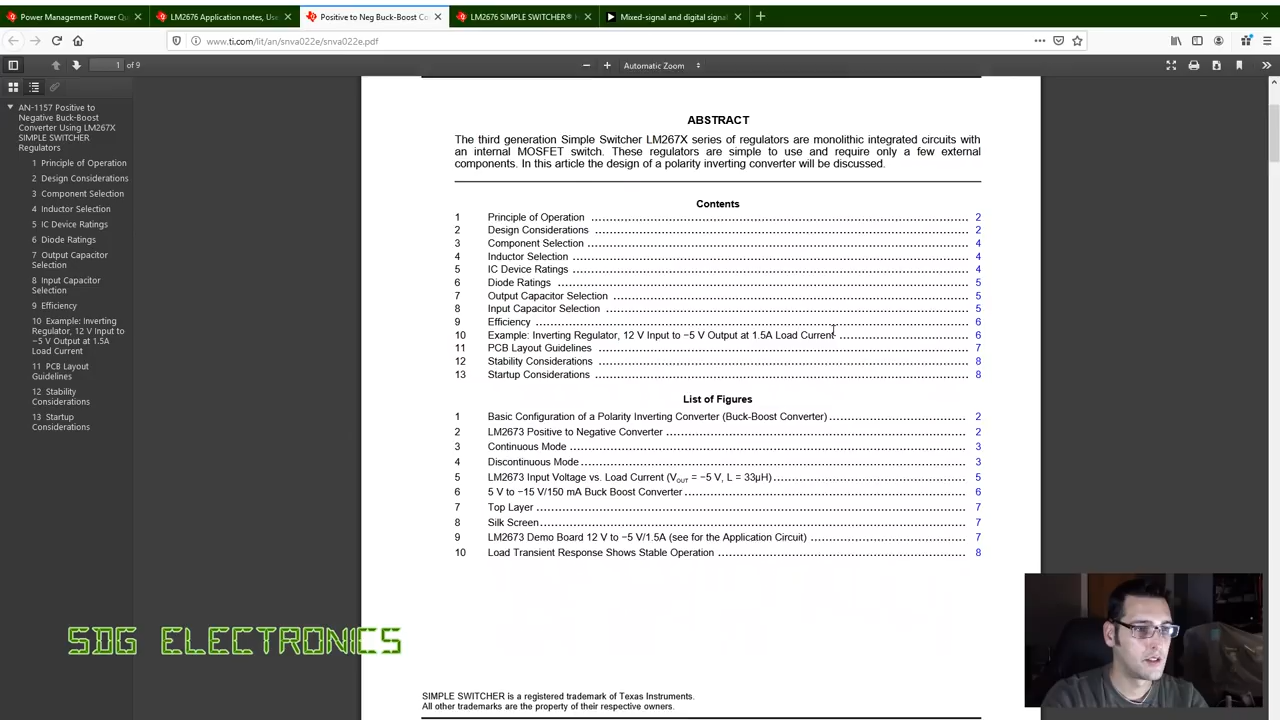 Power Management Power Qu
LM2676 Application notes, Use
Positive to Neg Buck-Boost Co
LM2676 SIMPLE SWITCHER®
Mixed-signal and digital signal
www.ti.com/lit/an/snva022e/snva022e.pdf
1 of 9
Automatic Zoom
AN-1157 Positive to
Negative Buck-Boost
Converter Using LM267X
SIMPLE SWITCHER
Regulators
1 Principle of Operation
2 Design Considerations
3 Component Selection
4 Inductor Selection
5 IC Device Ratings
6 Diode Ratings
7 Output Capacitor
Selection
8 Input Capacitor
Selection
9 Efficiency
10 Example: Inverting
Regulator, 12 V Input to
−5 V Output at 1.5A
Load Current
11 PCB Layout
Guidelines
12 Stability
Considerations
13 Startup
Considerations
ABSTRACT
The third generation Simple Switcher LM267X series of regulators are monolithic integrated circuits with
an internal MOSFET switch. These regulators are simple to use and require only a few external
components. In this article the design of a polarity inverting converter will be discussed.
Contents
1 Principle of Operation 2
2 Design Considerations 2
3 Component Selection 4
4 Inductor Selection 4
5 IC Device Ratings 4
6 Diode Ratings 5
7 Output Capacitor Selection 5
8 Input Capacitor Selection 5
9 Efficiency 6
10 Example: Inverting Regulator, 12 V Input to −5 V Output at 1.5A Load Current 6
11 PCB Layout Guidelines 7
12 Stability Considerations 8
13 Startup Considerations 8
List of Figures
1 Basic Configuration of a Polarity Inverting Converter (Buck-Boost Converter) 2
2 LM2673 Positive to Negative Converter 2
3 Continuous Mode 3
4 Discontinuous Mode 3
5 LM2673 Input Voltage vs. Load Current (VOUT = −5 V, L = 33µH) 5
6 5 V to −15 V/150 mA Buck Boost Converter 6
7 Top Layer 7
8 Silk Screen 7
9 LM2673 Demo Board 12 V to −5 V/1.5A (see for the Application Circuit) 7
10 Load Transient Response Shows Stable Operation 8
SIMPLE SWITCHER is a registered trademark of Texas Instruments.
All other trademarks are the property of their respective owners.
SDG ELECTRONICS